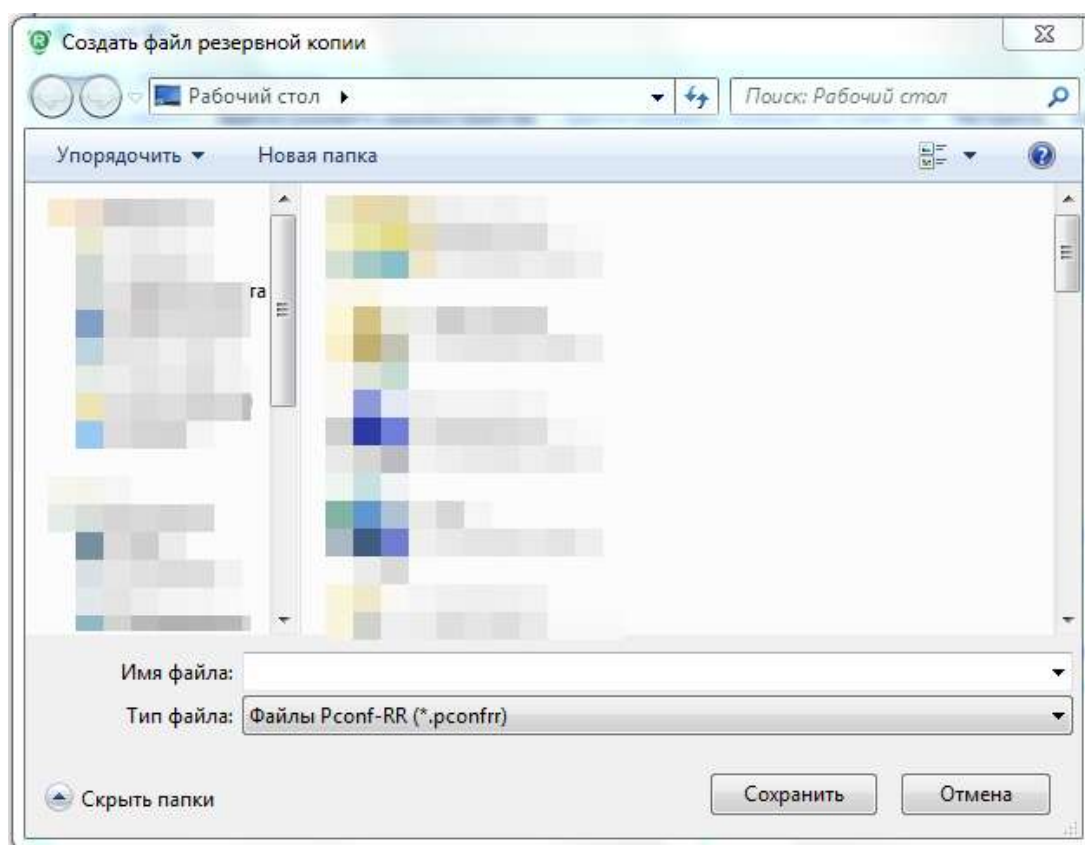 Создать файл резервной копии
Рабочий стол
Поиск: Рабочий стол
Упорядочить
Новая папка
га
Имя файла:
Тип файла: Файлы Pconf-RR (*.pconfrr)
Скрыть папки
Сохранить
Отмена